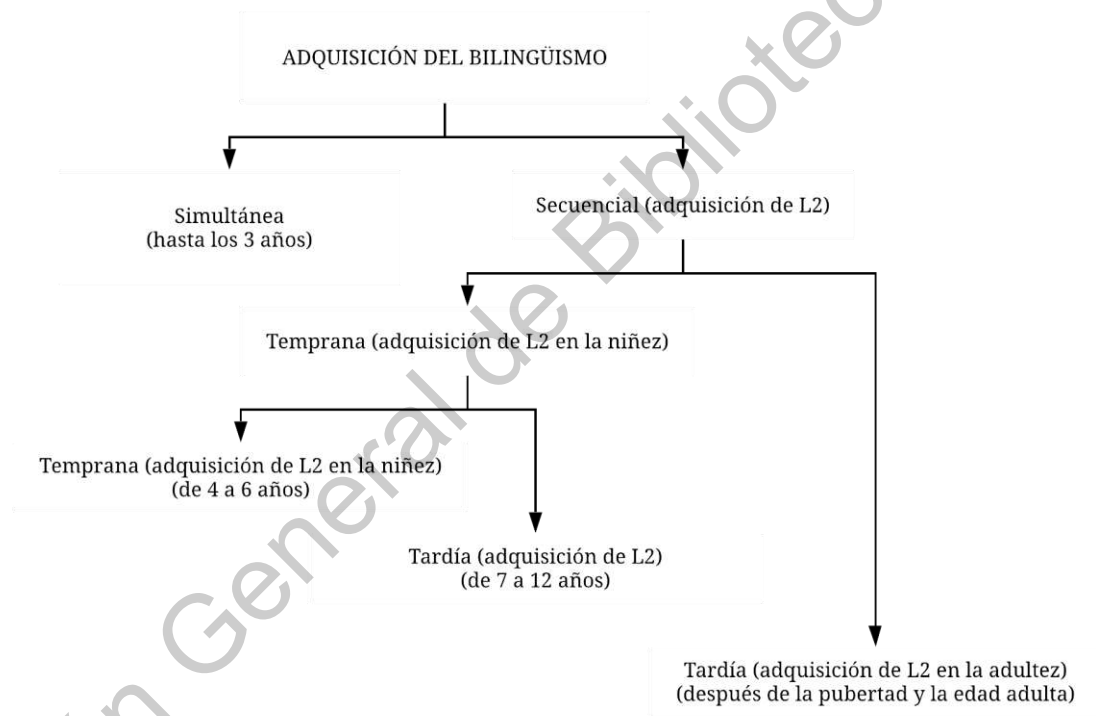 ADQUISICIÓN DEL BILINGÜISMO
Simultánea
(hasta los 3 años)
Secuencial (adquisición de L2)
Temprana (adquisición de L2 en la niñez)
Temprana (adquisición de L2 en la niñez)
(de 4 a 6 años)
Tardía (adquisición de L2)
(de 7 a 12 años)
Tardía (adquisición de L2 en la adultez)
(después de la pubertad y la edad adulta)
General de